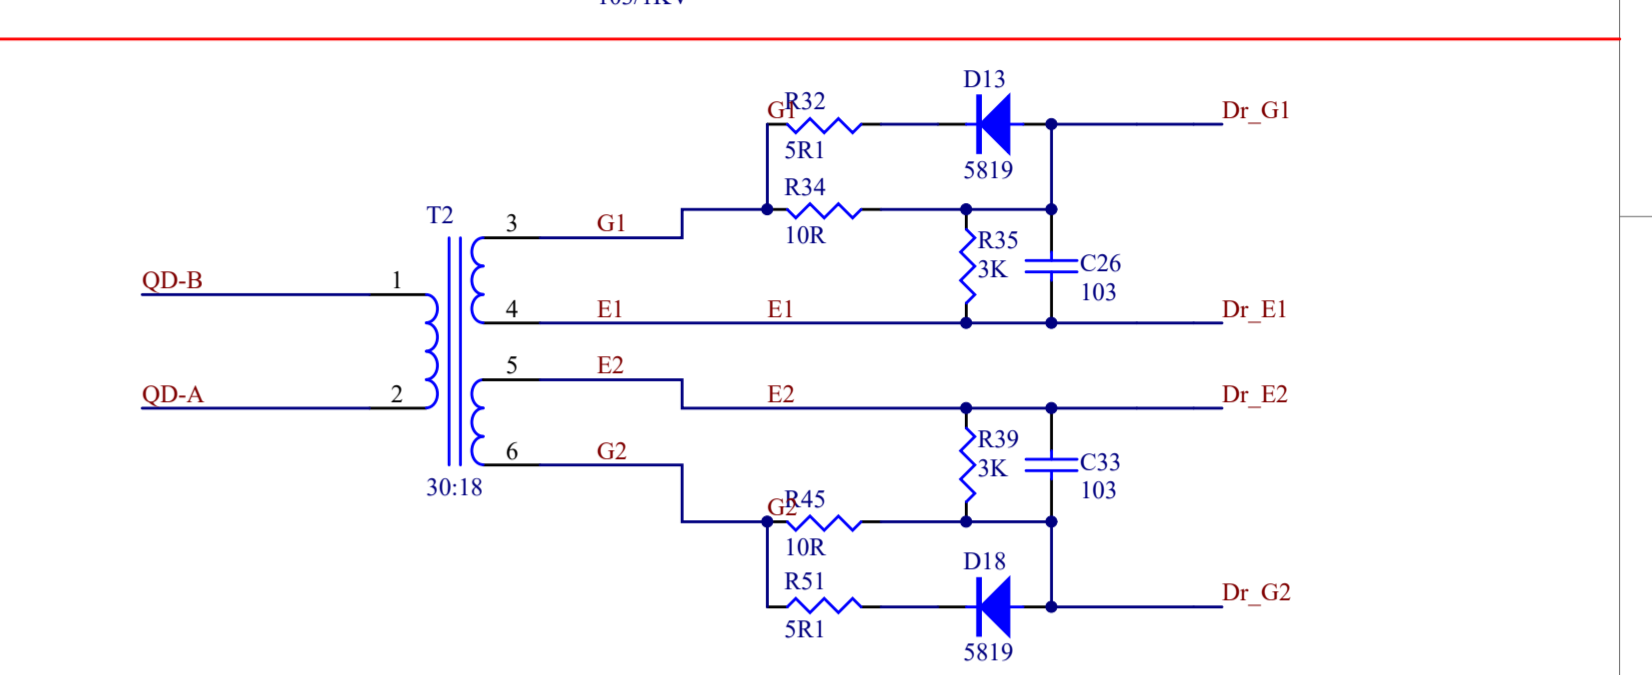 103/1KV
D13
G1
R32
Dr_G1
5R1
5819
R34
T2
3
G1
10R
R35
3K
C26
103
QD-B
1
4
E1
E1
Dr_E1
5
E2
QD-A
2
E2
Dr_E2
6
G2
R39
3K
C33
103
30:18
G2
R45
10R
D18
R51
Dr_G2
5R1
5819